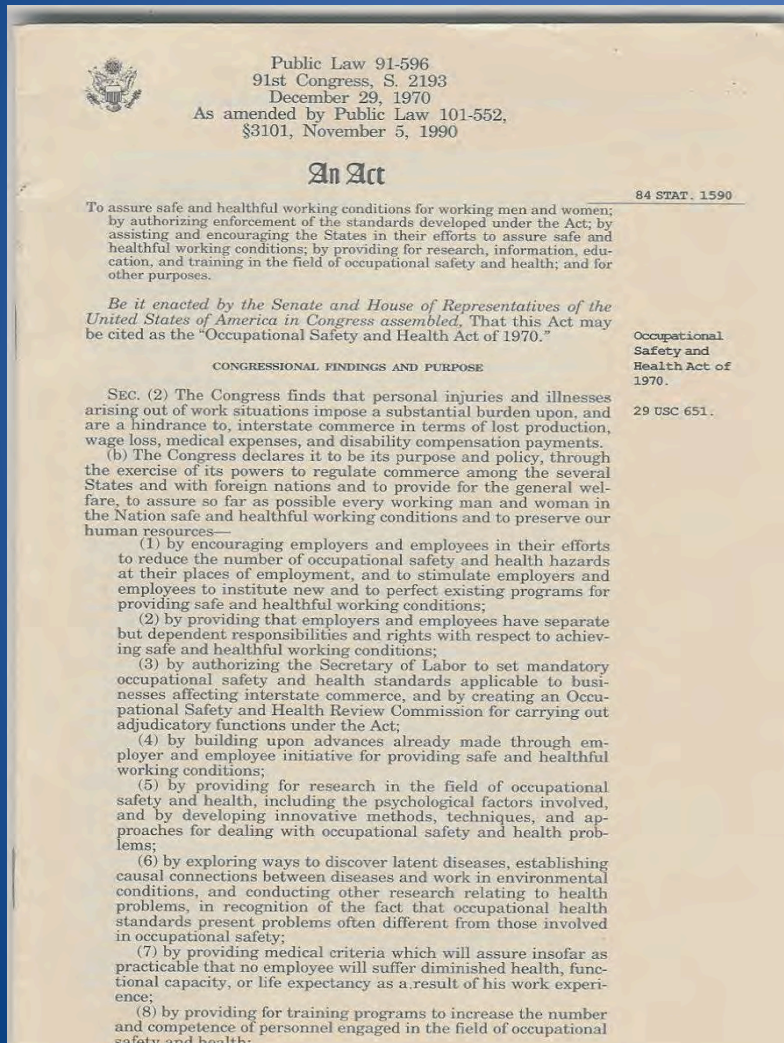 Public Law 91-596
91st Congress, S. 2193
December 29, 1970
As amended by Public Law 101-552,
§3101, November 5, 1990
An Act
84 STAT. 1590
To assure safe and healthful working conditions for working men and women;
by authorizing enforcement of the standards developed under the Act; by
assisting and encouraging the States in their efforts to assure safe and
healthful working conditions; by providing for research, information, edu-
cation, and training in the field of occupational safety and health; and for
other purposes.
Be it enacted by the Senate and House of Representatives of the
United States of America in Congress assembled, That this Act may
be cited as the “Occupational Safety and Health Act of 1970.”
Occupational
Safety and
Health Act of
1970.
CONGRESSIONAL FINDINGS AND PURPOSE
SEC. (2) The Congress finds that personal injuries and illnesses
arising out of work situations impose a substantial burden upon, and
are a hindrance to, interstate commerce in terms of lost production,
wage loss, medical expenses, and disability compensation payments.
29 USC 651.
(b) The Congress declares it to be its purpose and policy, through
the exercise of its powers to regulate commerce among the several
States and with foreign nations and to provide for the general wel-
fare, to assure so far as possible every working man and woman in
the Nation safe and healthful working conditions and to preserve our
human resources—
(1) by encouraging employers and employees in their efforts
to reduce the number of occupational safety and health hazards
at their places of employment, and to stimulate employers and
employees to institute new and to perfect existing programs for
providing safe and healthful working conditions;
(2) by providing that employers and employees have separate
but dependent responsibilities and rights with respect to achiev-
ing safe and healthful working conditions;
(3) by authorizing the Secretary of Labor to set mandatory
occupational safety and health standards applicable to busi-
nesses affecting interstate commerce, and by creating an Occu-
pational Safety and Health Review Commission for carrying out
adjudicatory functions under the Act;
(4) by building upon advances already made through em-
ployer and employee initiative for providing safe and healthful
working conditions;
(5) by providing for research in the field of occupational
safety and health, including the psychological factors involved,
and by developing innovative methods, techniques, and ap-
proaches for dealing with occupational safety and health prob-
lems;
(6) by exploring ways to discover latent diseases, establishing
causal connections between diseases and work in environmental
conditions, and conducting other research relating to health
problems, in recognition of the fact that occupational health
standards present problems often different from those involved
in occupational safety;
(7) by providing medical criteria which will assure insofar as
practicable that no employee will suffer diminished health, func-
tional capacity, or life expectancy as a result of his work experi-
ence;
(8) by providing for training programs to increase the number
and competence of personnel engaged in the field of occupational
safety and health;